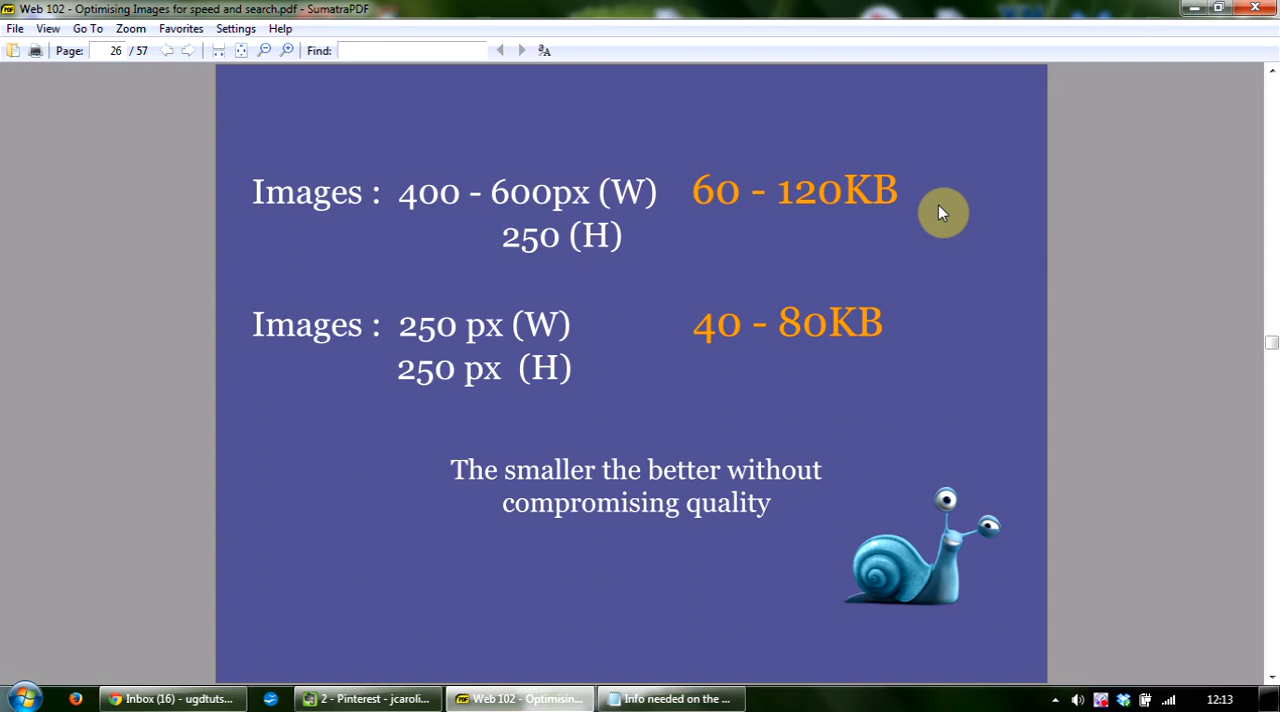 Web 102 - Optimising Images for speed and search.pdf - SumatraPDF
File View Go To Zoom Favorites Settings Help
Page: 26 / 57 Find:
Images : 400 - 600px (W) 60 - 120KB
250 (H)
Images : 250 px (W) 40 - 80KB
250 px (H)
The smaller the better without
compromising quality
Inbox (16) - ugdtuts... 2 - Pinterest - jcaroli... Web 102 - Optimisin... Info needed on the ... 12:13